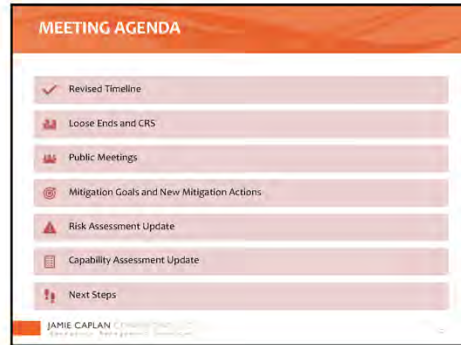 MEETING AGENDA
Revised Timeline
Loose Ends and CRS
Public Meetings
Mitigation Goals and New Mitigation Actions
Risk Assessment Update
Capability Assessment Update
Next Steps
JAMIE CAPLAN